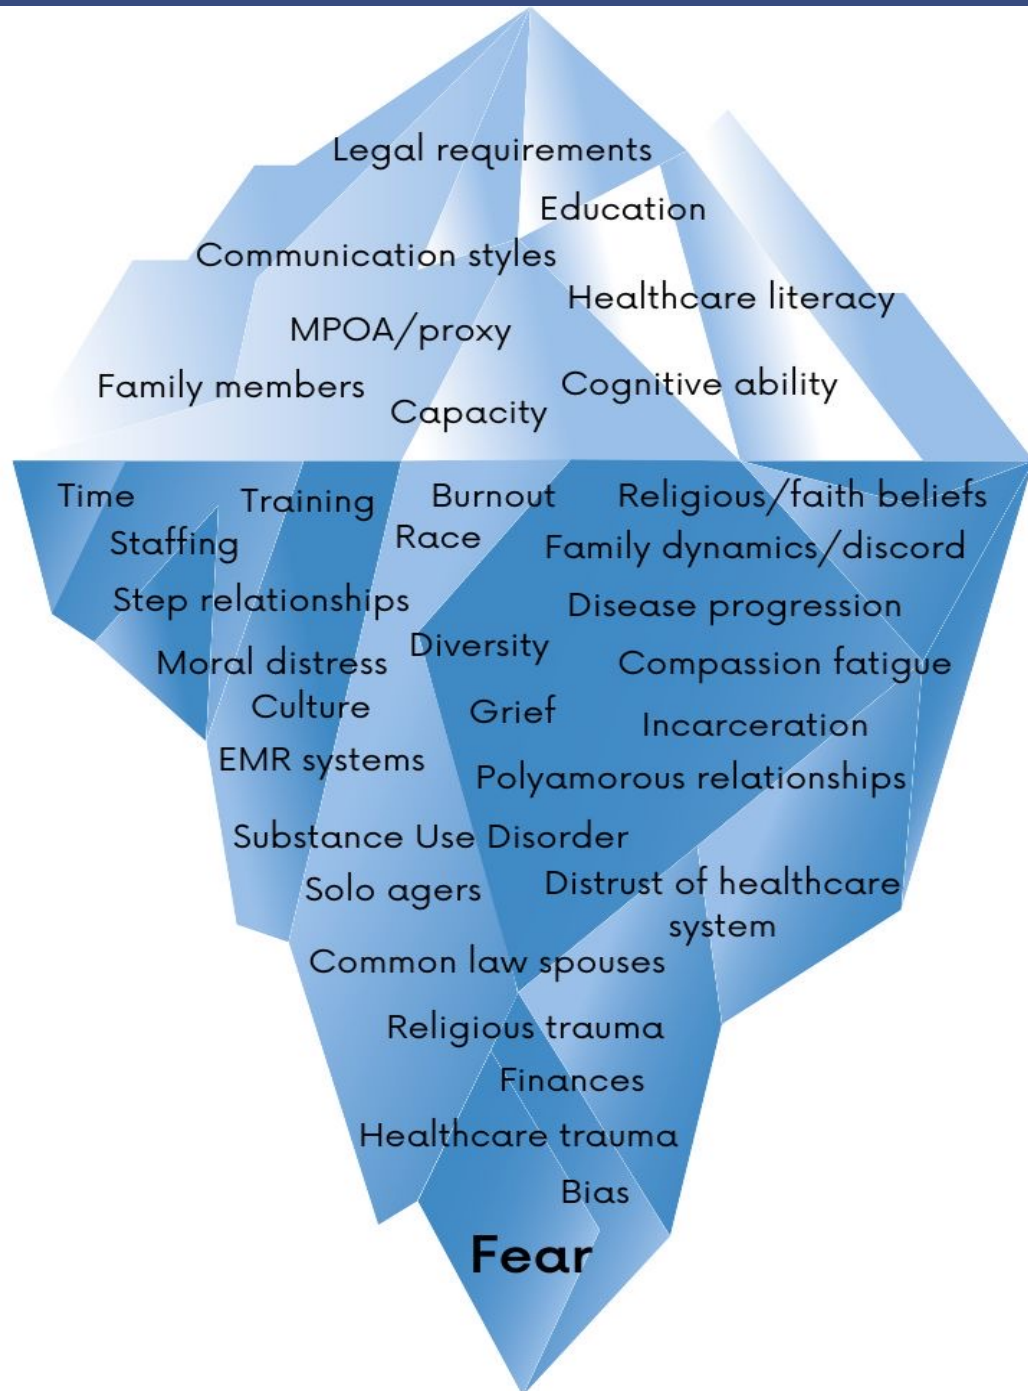 Legal requirements
Education
Communication styles
Healthcare literacy
MPOA/proxy
Family members
Cognitive ability
Capacity
Time
Training
Burnout
Religious/faith beliefs
Staffing
Race
Family dynamics/discord
Step relationships
Disease progression
Diversity
Moral distress
Compassion fatigue
Culture
Grief
Incarceration
EMR systems
Polyamorous relationships
Substance Use Disorder
Solo agers
Distrust of healthcare
system
Common law spouses
Religious trauma
Finances
Healthcare trauma
Bias
Fear